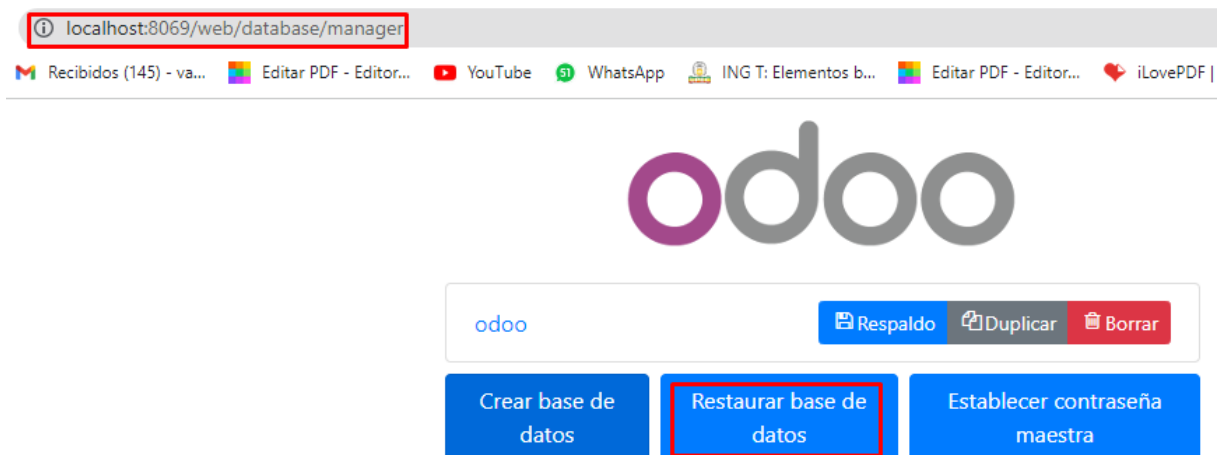 localhost:8069/web/database/manager
Recibidos (145) - va... Editar PDF - Editor... YouTube 51 WhatsApp ING T: Elementos b... Editar PDF - Editor... iLovePDF |
odoo
odoo Respaldo Duplicar Borrar
Crear base de datos
Restaurar base de datos
Establecer contraseña maestra